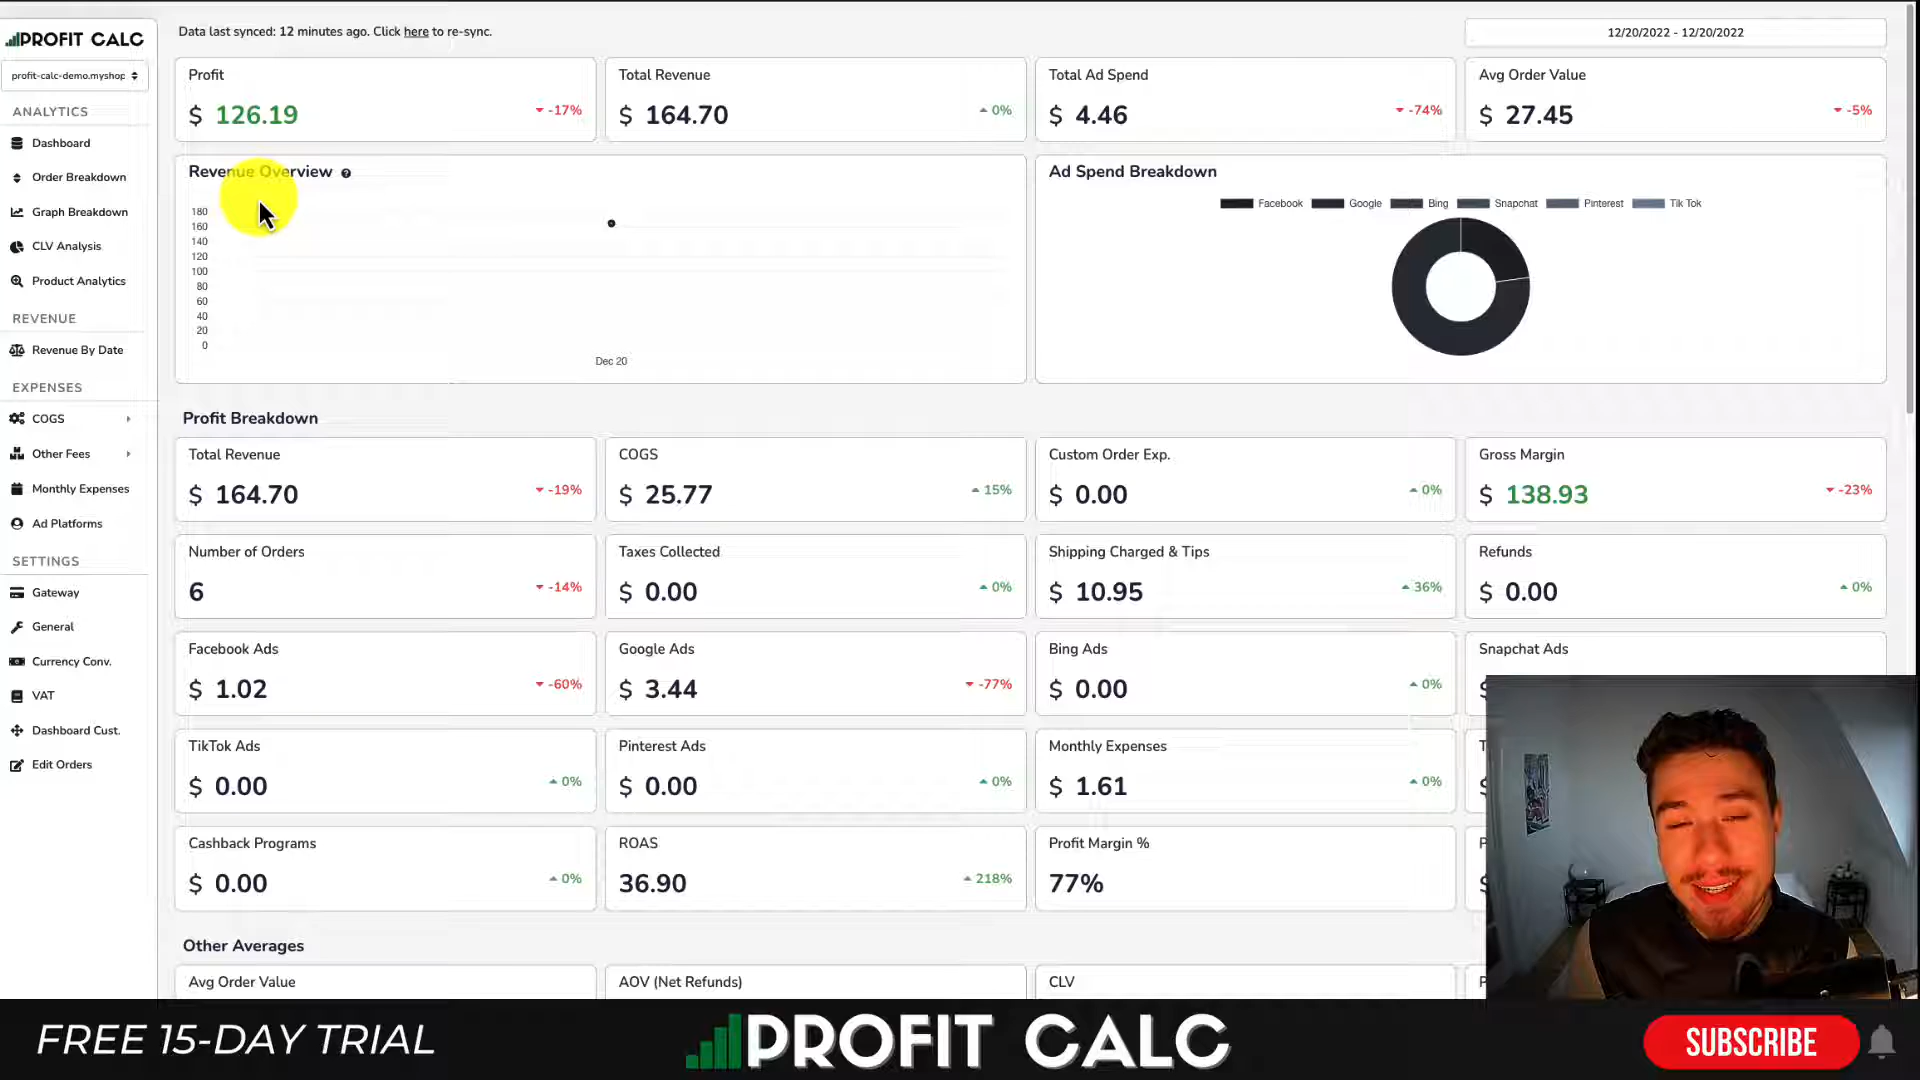 PROFIT CALC
Data last synced: 12 minutes ago. Click here to re-sync.
12/20/2022 - 12/20/2022
profit-calc-demo.myshop
ANALYTICS
Dashboard
Order Breakdown
Graph Breakdown
CLV Analysis
Product Analytics
REVENUE
Revenue By Date
EXPENSES
COGS
Other Fees
Monthly Expenses
Ad Platforms
SETTINGS
Gateway
General
Currency Conv.
VAT
Dashboard Cust.
Edit Orders
Profit
$ 126.19 -17%
Total Revenue
$ 164.70 0%
Total Ad Spend
$ 4.46 -74%
Avg Order Value
$ 27.45 -5%
Revenue Overview ?
180
160
140
120
100
80
60
40
20
0
Dec 20
Ad Spend Breakdown
Facebook Google Bing Snapchat Pinterest Tik Tok
Profit Breakdown
Total Revenue
$ 164.70 -19%
COGS
$ 25.77 15%
Custom Order Exp.
$ 0.00 0%
Gross Margin
$ 138.93 -23%
Number of Orders
6 -14%
Taxes Collected
$ 0.00 0%
Shipping Charged & Tips
$ 10.95 36%
Refunds
$ 0.00 0%
Facebook Ads
$ 1.02 -60%
Google Ads
$ 3.44 -77%
Bing Ads
$ 0.00 0%
Snapchat Ads
TikTok Ads
$ 0.00 0%
Pinterest Ads
$ 0.00 0%
Monthly Expenses
$ 1.61 0%
Cashback Programs
$ 0.00 0%
ROAS
36.90 218%
Profit Margin %
77%
Other Averages
Avg Order Value
AOV (Net Refunds)
CLV
FREE 15-DAY TRIAL
PROFIT CALC
SUBSCRIBE